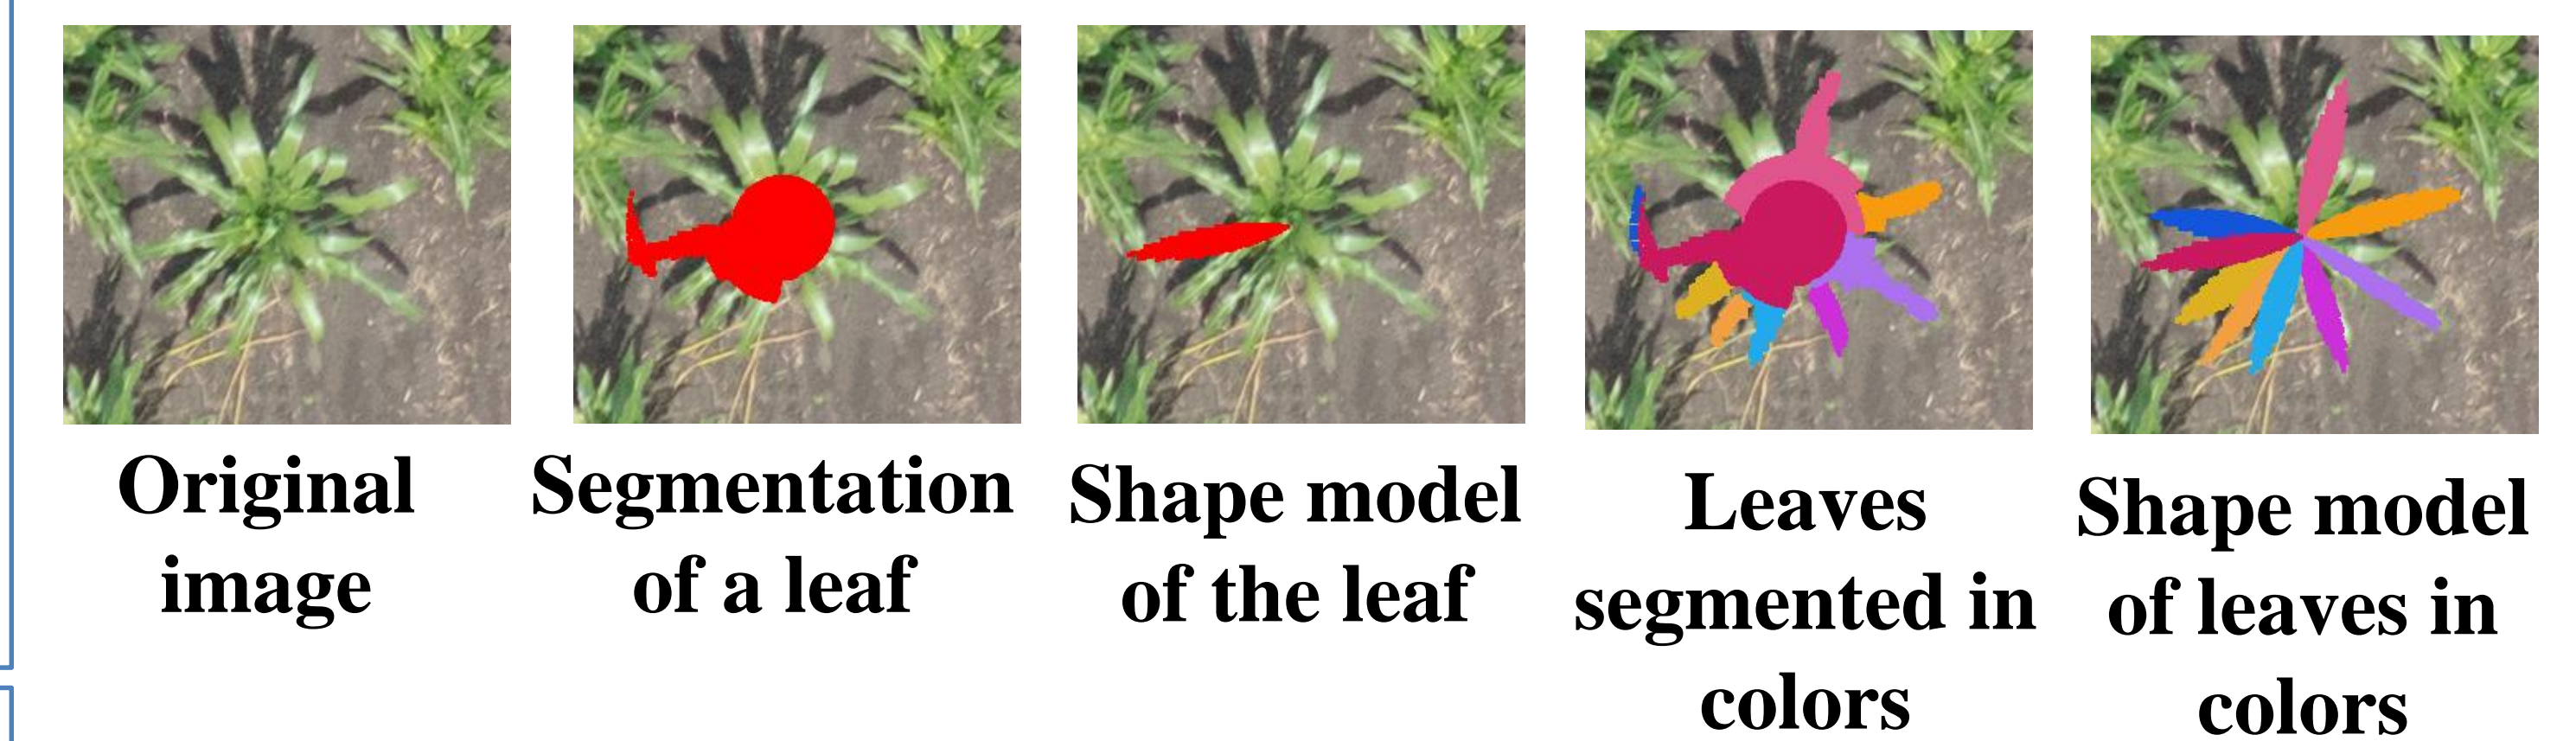 Original
image
Segmentation
of a leaf
Shape model
of the leaf
Leaves
segmented in
colors
Shape model
of leaves in
colors